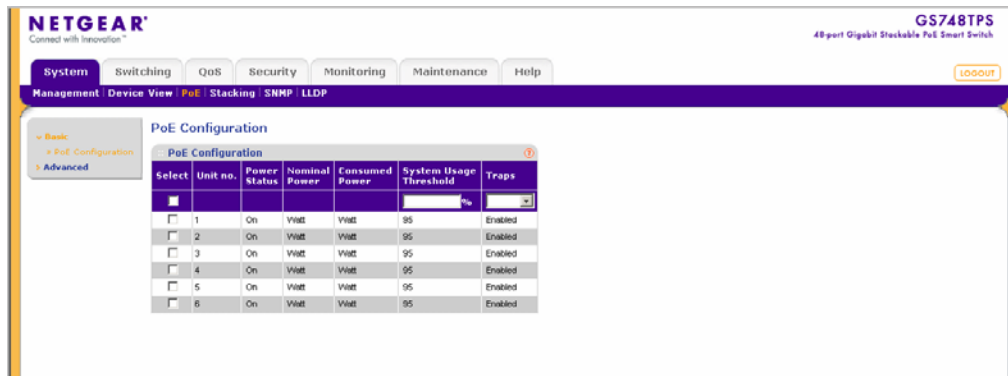 NETGEAR®
Connect with Innovation™
GS748TPS
48-port Gigabit Stackable PoE Smart Switch
System Switching QoS Security Monitoring Maintenance Help
LOGOUT
Management Device View PoE Stacking SNMP LLDP
Basic
PoE Configuration
Advanced
PoE Configuration
PoE Configuration ?
Select Unit no. Power Status Nominal Power Consumed Power System Usage Threshold Traps
%
1 On Watt Watt 95 Enabled
2 On Watt Watt 95 Enabled
3 On Watt Watt 95 Enabled
4 On Watt Watt 95 Enabled
5 On Watt Watt 95 Enabled
6 On Watt Watt 95 Enabled